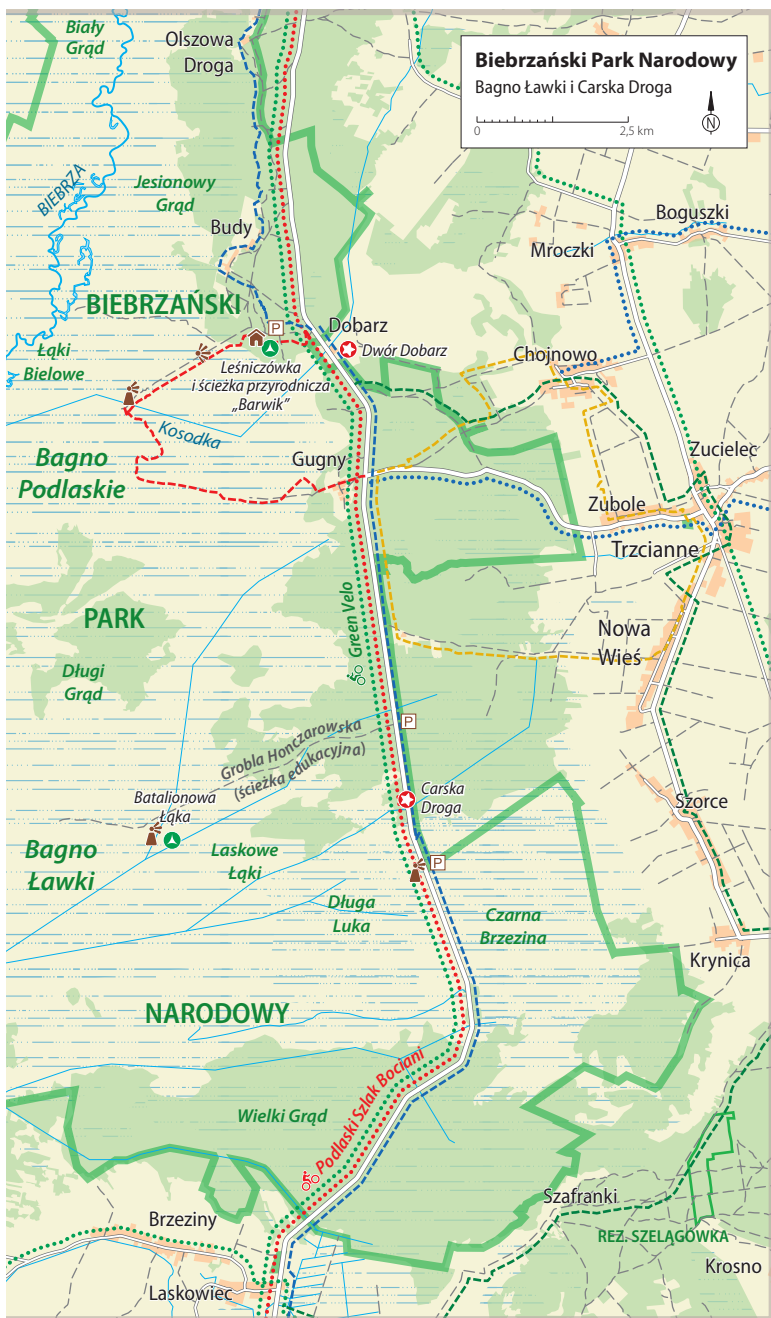 Biały
Grąd
Olszowa
Droga
Biebrzański Park Narodowy
Bagno Ławki i Carska Droga
0
2,5 km
N
BIEBRZA
Jesionowy
Grąd
Budy
Boguszki
Mroczki
BIEBRZAŃSKI
P
Dobarz
Dwór Dobarz
Łąki
Bielowe
Leśniczówka
i ścieżka przyrodnicza
„Barwik”
Chojnowo
Kosodka
Bagno
Podlaskie
Gugny
Zucielec
Zubole
Trzcianne
PARK
Green Velo
Nowa
Wieś
Długi
Grąd
P
Grobla Honczarowska
(ścieżka edukacyjna)
Batalionowa
Łąka
Carska
Droga
Szorce
Bagno
Ławki
Laskowe
Łąki
P
Długa
Luka
Czarna
Brzezina
Krynica
NARODOWY
Podlaski Szlak Bociani
Wielki Grąd
Szafranki
Brzeziny
REZ. SZELĄGÓWKA
Krosno
Laskowiec